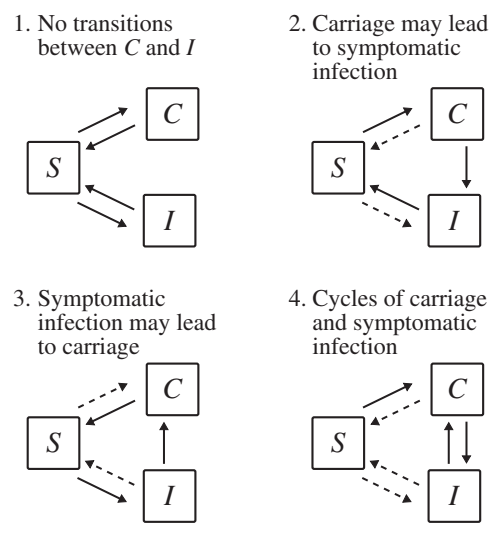 1. No transitions
between C and I
C
S
I
2. Carriage may lead
to symptomatic
infection
C
S
I
3. Symptomatic
infection may lead
to carriage
C
S
I
4. Cycles of carriage
and symptomatic
infection
C
S
I